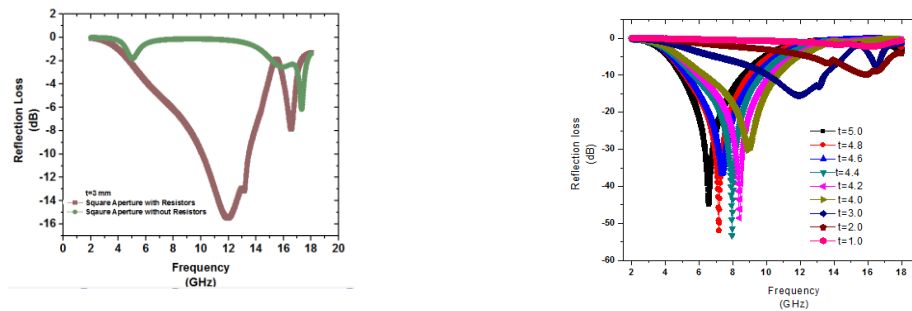 2
0
-2
-4
-6
-8
-10
-12
-14
-16
Reflection Loss
(dB)
t=3 mm
Square Aperture with Resistors
Sqaure Aperture without Resistors
0 2 4 6 8 10 12 14 16 18 20
Frequency
(GHz)
0
-10
-20
-30
-40
-50
-60
Reflection loss
(dB)
t=5.0
t=4.8
t=4.6
t=4.4
t=4.2
t=4.0
t=3.0
t=2.0
t=1.0
2 4 6 8 10 12 14 16 18
Frequency
(GHz)